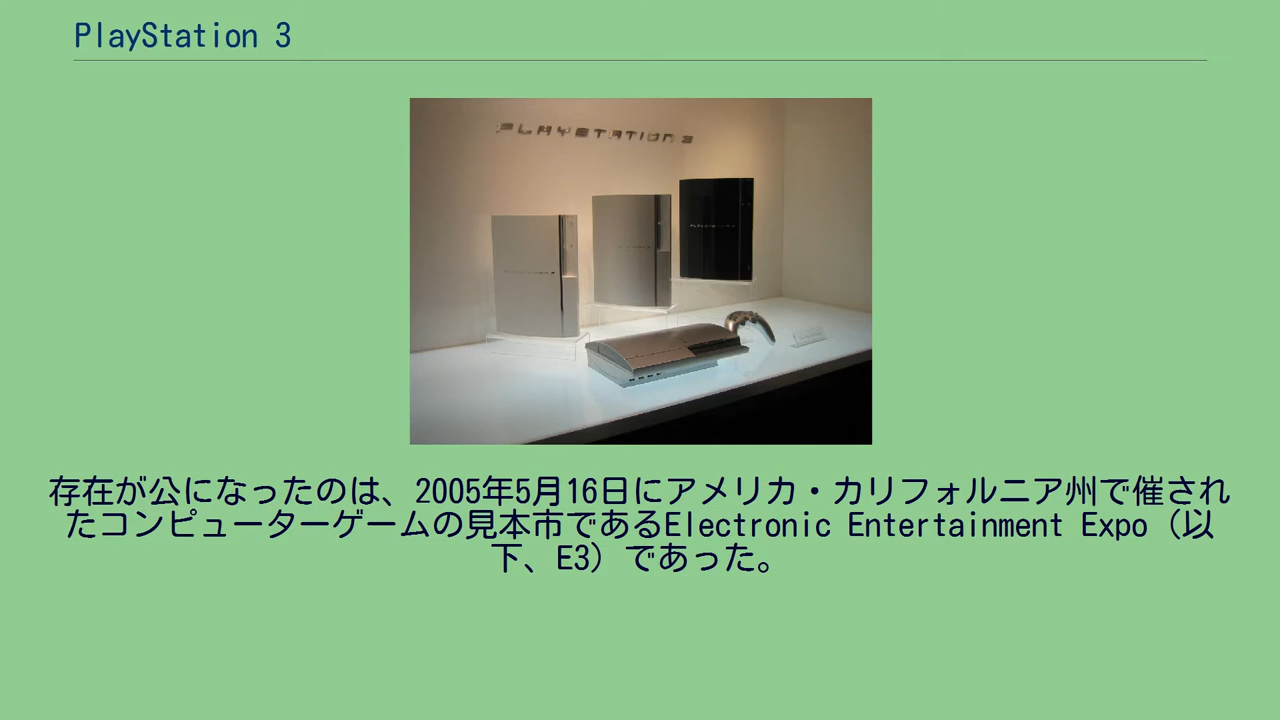 PlayStation 3
PLAYSTATION 3
存在が公になったのは、2005年5月16日にアメリカ・カリフォルニア州で催され
たコンピューターゲームの見本市であるElectronic Entertainment Expo（以
下、E3）であった。